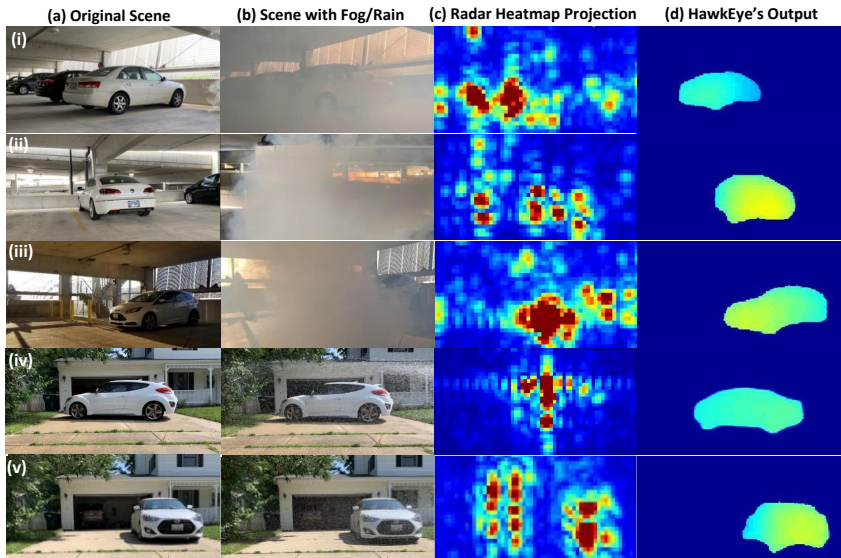 (a) Original Scene (b) Scene with Fog/Rain (c) Radar Heatmap Projection (d) HawkEye's Output
(i)
(ii)
(iii)
(iv)
(v)